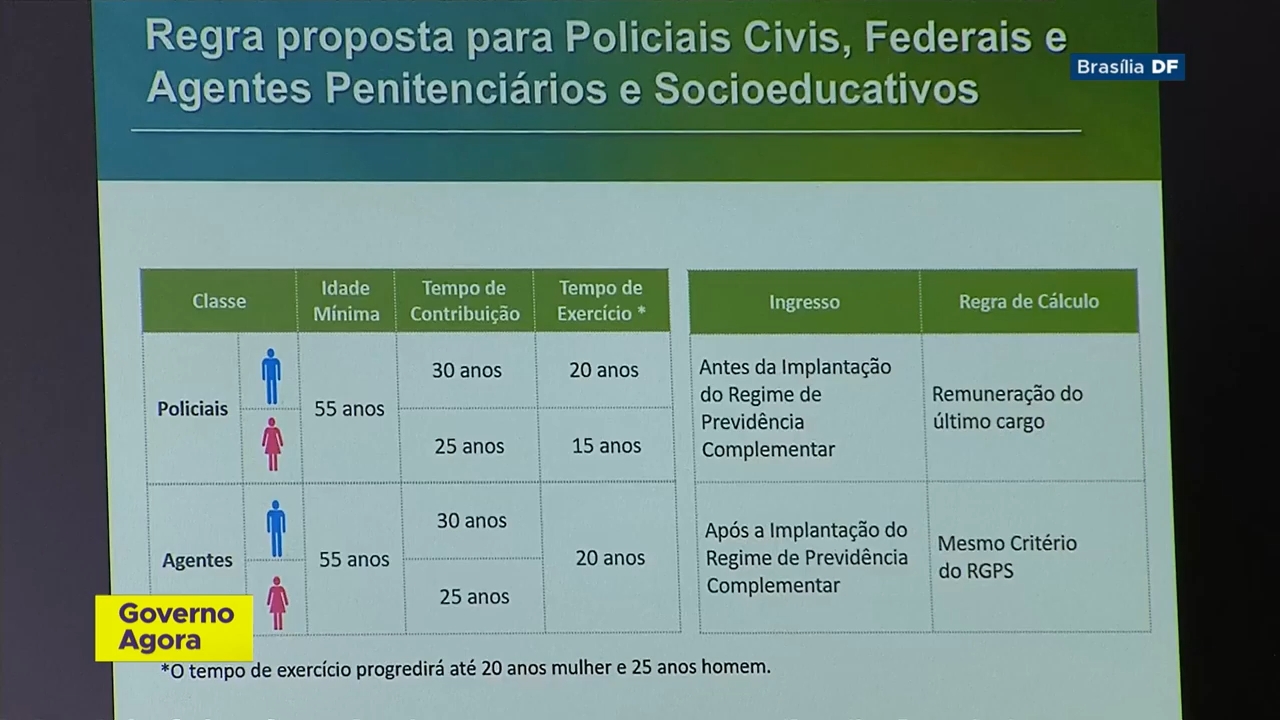 Regra proposta para Policiais Civis, Federais e
Agentes Penitenciários e Socioeducativos
Brasília DF
Classe
Idade
Mínima
Tempo de
Contribuição
Tempo de
Exercício *
Policiais
55 anos
30 anos
20 anos
25 anos
15 anos
Agentes
55 anos
30 anos
20 anos
25 anos
Ingresso
Regra de Cálculo
Antes da Implantação
do Regime de
Previdência
Complementar
Remuneração do
último cargo
Após a Implantação do
Regime de Previdência
Complementar
Mesmo Critério
do RGPS
Governo
Agora
*O tempo de exercício progredirá até 20 anos mulher e 25 anos homem.